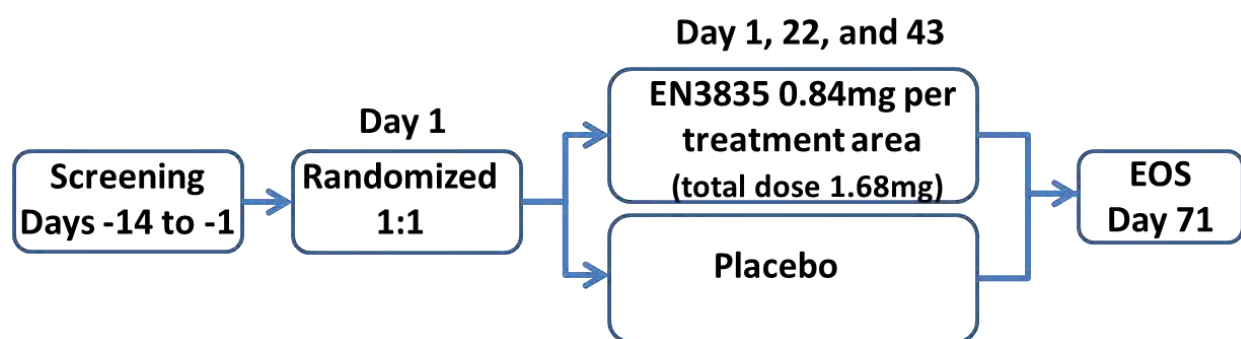 Screening
Days -14 to -1
Day 1
Randomized
1:1
Day 1, 22, and 43
EN3835 0.84mg per
treatment area
(total dose 1.68mg)
Placebo
EOS
Day 71